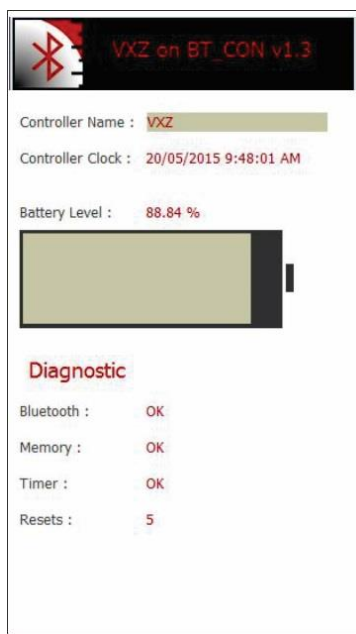 VXZ on BT_CON v1.3
Controller Name : VXZ
Controller Clock : 20/05/2015 9:48:01 AM
Battery Level : 88.84 %
Diagnostic
Bluetooth : OK
Memory : OK
Timer : OK
Resets : 5